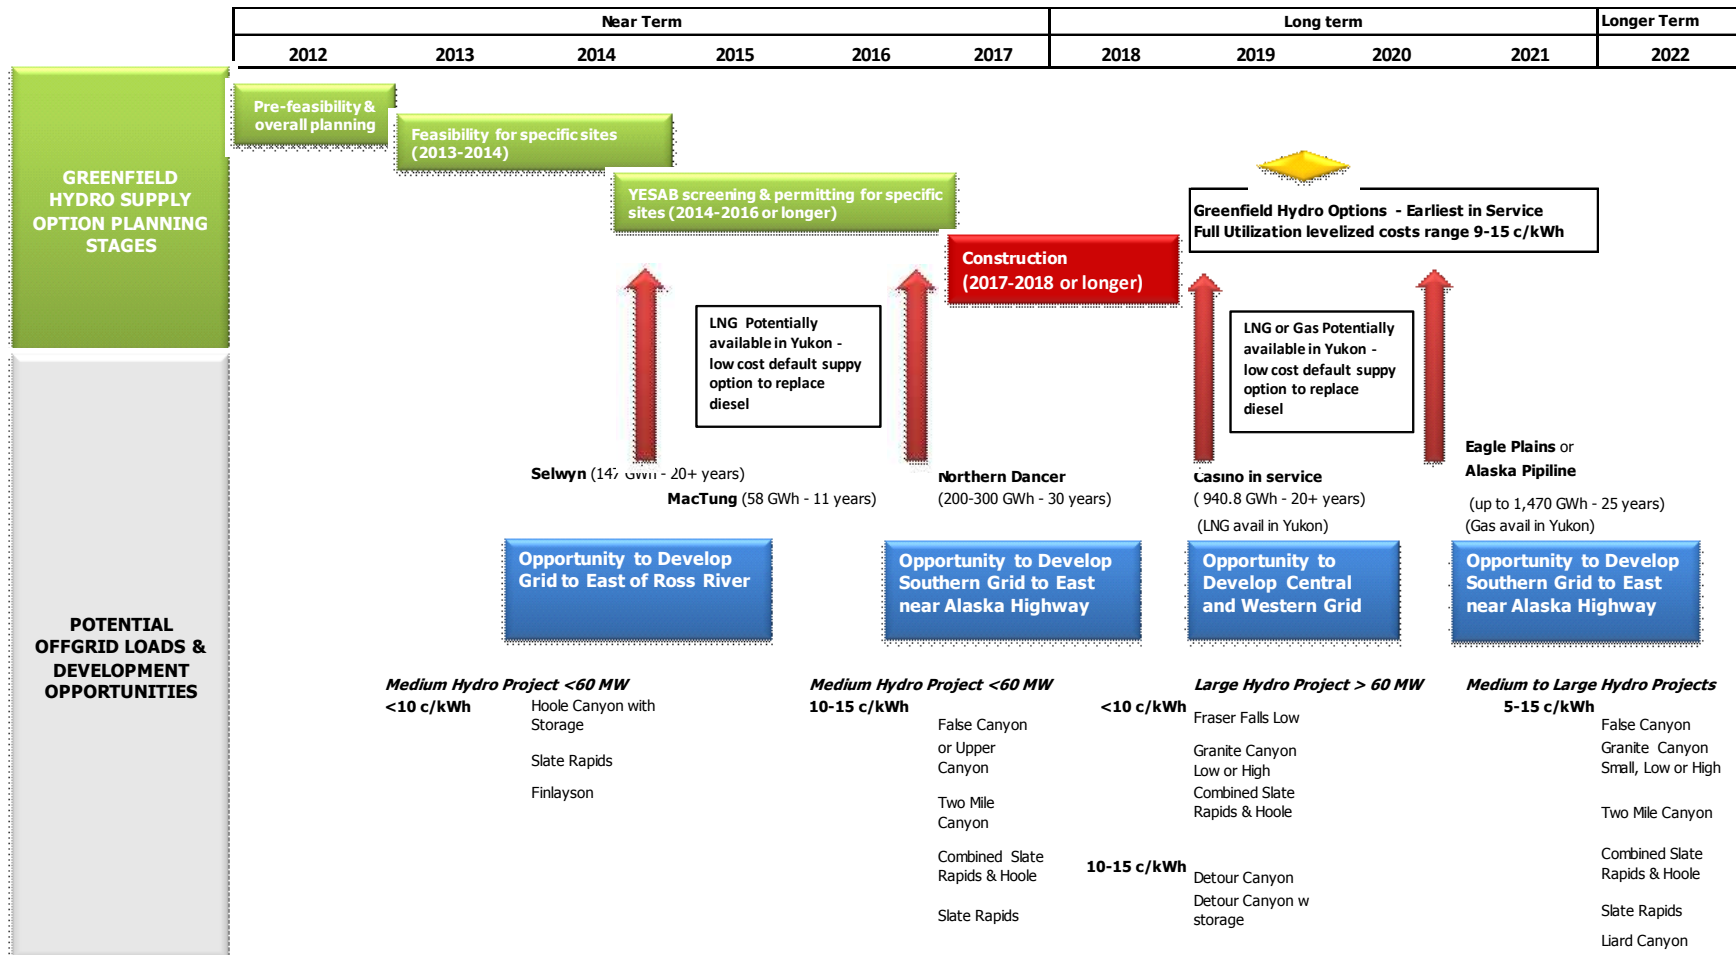 Near Term
Long term
Longer Term
2012
2013
2014
2015
2016
2017
2018
2019
2020
2021
2022
GREENFIELD
HYDRO SUPPLY
OPTION PLANNING
STAGES
Pre-feasibility &
overall planning
Feasibility for specific sites
(2013-2014)
YESAB screening & permitting for specific
sites (2014-2016 or longer)
Construction
(2017-2018 or longer)
Greenfield Hydro Options - Earliest in Service
Full Utilization levelized costs range 9-15 c/kWh
LNG Potentially
available in Yukon -
low cost default suppy
option to replace
diesel
LNG or Gas Potentially
available in Yukon -
low cost default suppy
option to replace
diesel
POTENTIAL
OFFGRID LOADS &
DEVELOPMENT
OPPORTUNITIES
Selwyn (147 GWh - 20+ years)
MacTung (58 GWh - 11 years)
Northern Dancer
(200-300 GWh - 30 years)
Casino in service
( 940.8 GWh - 20+ years)
(LNG avail in Yukon)
Eagle Plains or
Alaska Pipiline
(up to 1,470 GWh - 25 years)
(Gas avail in Yukon)
Opportunity to Develop
Grid to East of Ross River
Opportunity to Develop
Southern Grid to East
near Alaska Highway
Opportunity to
Develop Central
and Western Grid
Opportunity to Develop
Southern Grid to East
near Alaska Highway
Medium Hydro Project <60 MW
<10 c/kWh
Hoole Canyon with
Storage
Slate Rapids
Finlayson
Medium Hydro Project <60 MW
10-15 c/kWh
False Canyon
or Upper
Canyon
Two Mile
Canyon
Combined Slate
Rapids & Hoole
Slate Rapids
Large Hydro Project > 60 MW
<10 c/kWh
Fraser Falls Low
Granite Canyon
Low or High
Combined Slate
Rapids & Hoole
10-15 c/kWh
Detour Canyon
Detour Canyon w
storage
Medium to Large Hydro Projects
5-15 c/kWh
False Canyon
Granite Canyon
Small, Low or High
Two Mile Canyon
Combined Slate
Rapids & Hoole
Slate Rapids
Liard Canyon